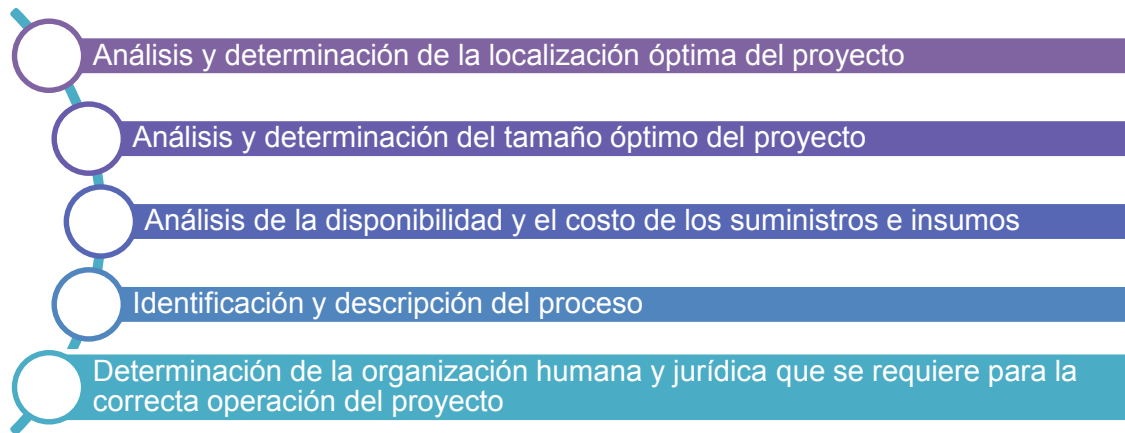 Análisis y determinación de la localización óptima del proyecto
Análisis y determinación del tamaño óptimo del proyecto
Análisis de la disponibilidad y el costo de los suministros e insumos
Identificación y descripción del proceso
Determinación de la organización humana y jurídica que se requiere para la
correcta operación del proyecto